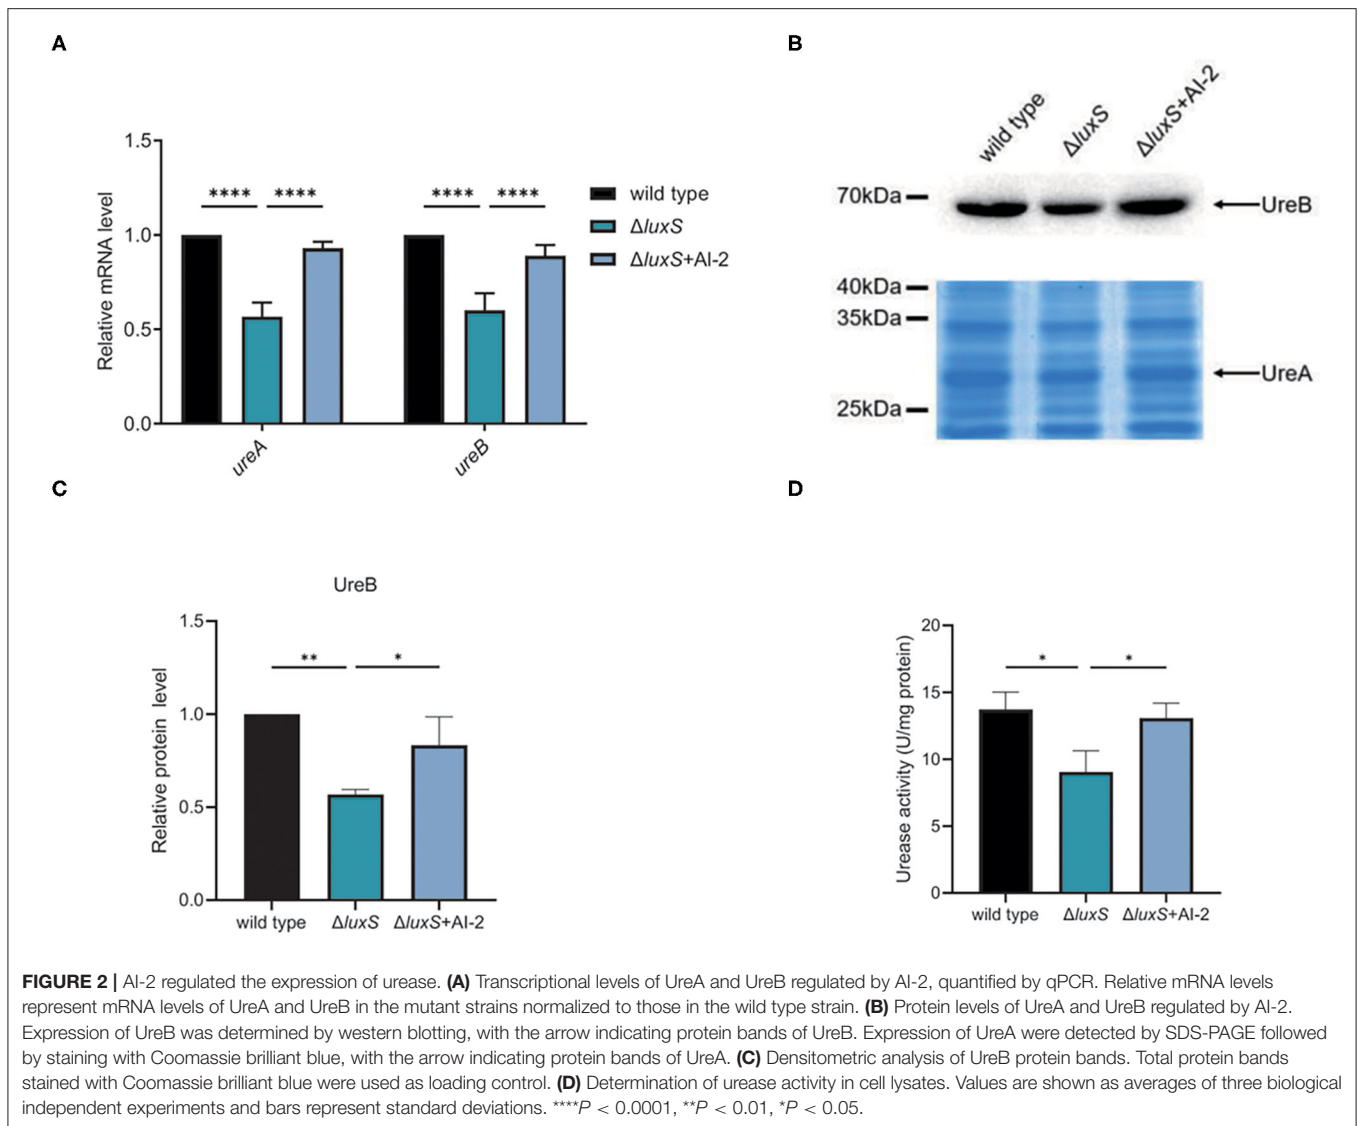 A
1.5
1.0
0.5
0.0
Relative mRNA level
**** ****
**** ****
ureA
ureB
wild type
ΔluxS
ΔluxS+AI-2
B
wild type
ΔluxS
ΔluxS+AI-2
70kDa
UreB
40kDa
35kDa
25kDa
UreA
C
UreB
1.5
1.0
0.5
0.0
Relative protein level
** *
wild type ΔluxS ΔluxS+AI-2
D
20
15
10
5
0
Urease activity (U/mg protein)
* *
wild type ΔluxS ΔluxS+AI-2
FIGURE 2 | AI-2 regulated the expression of urease. (A) Transcriptional levels of UreA and UreB regulated by AI-2, quantified by qPCR. Relative mRNA levels
represent mRNA levels of UreA and UreB in the mutant strains normalized to those in the wild type strain. (B) Protein levels of UreA and UreB regulated by AI-2.
Expression of UreB was determined by western blotting, with the arrow indicating protein bands of UreB. Expression of UreA were detected by SDS-PAGE followed
by staining with Coomassie brilliant blue, with the arrow indicating protein bands of UreA. (C) Densitometric analysis of UreB protein bands. Total protein bands
stained with Coomassie brilliant blue were used as loading control. (D) Determination of urease activity in cell lysates. Values are shown as averages of three biological
independent experiments and bars represent standard deviations. ****P < 0.0001, **P < 0.01, *P < 0.05.